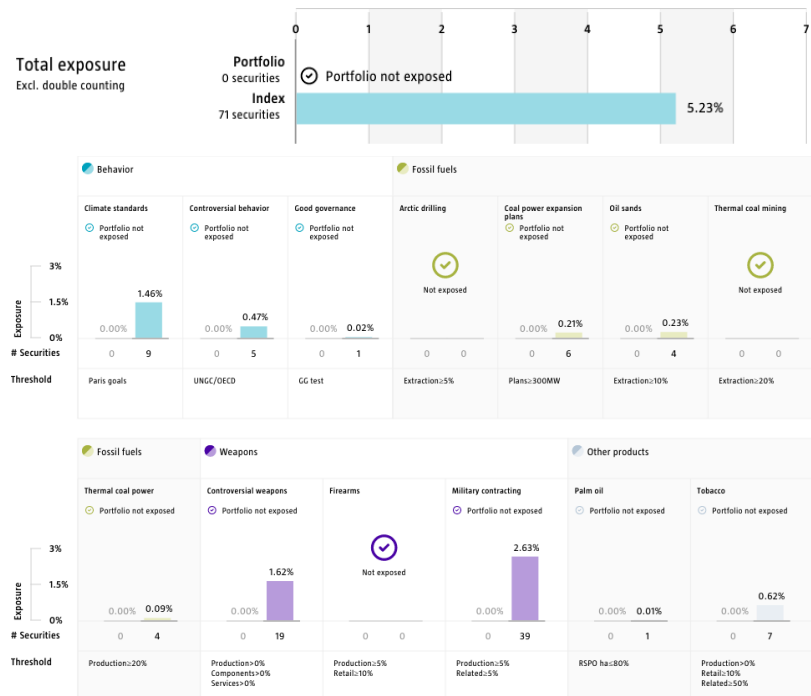 0 1 2 3 4 5 6 7
Total exposure
Excl. double counting
Portfolio
0 securities
Portfolio not exposed
Index
71 securities
5.23%
Behavior
Fossil fuels
Climate standards
Controversial behavior
Good governance
Arctic drilling
Coal power expansion
plans
Oil sands
Thermal coal mining
Portfolio not
exposed
Portfolio not
exposed
Portfolio not
exposed
Portfolio not
exposed
Portfolio not
exposed
Not exposed
Not exposed
Exposure
3%
1.5%
0%
0.00% 1.46%
0.00% 0.47%
0.00% 0.02%
0.00% 0.21%
0.00% 0.23%
# Securities
0 9
0 5
0 1
0 0
0 6
0 4
0 0
Threshold
Paris goals
UNGC/OECD
GG test
Extraction≥5%
Plans≥300MW
Extraction≥10%
Extraction≥20%
Fossil fuels
Weapons
Other products
Thermal coal power
Controversial weapons
Firearms
Military contracting
Palm oil
Tobacco
Portfolio not exposed
Portfolio not exposed
Portfolio not exposed
Portfolio not exposed
Portfolio not exposed
Not exposed
Exposure
3%
1.5%
0%
0.00% 0.09%
0.00% 1.62%
0.00% 2.63%
0.00% 0.01%
0.00% 0.62%
# Securities
0 4
0 19
0 0
0 39
0 1
0 7
Threshold
Production≥20%
Production>0%
Components>0%
Services>0%
Production≥5%
Retail≥10%
Production≥5%
Related≥5%
RSPO ha≤80%
Production>0%
Retail≥10%
Related≥50%